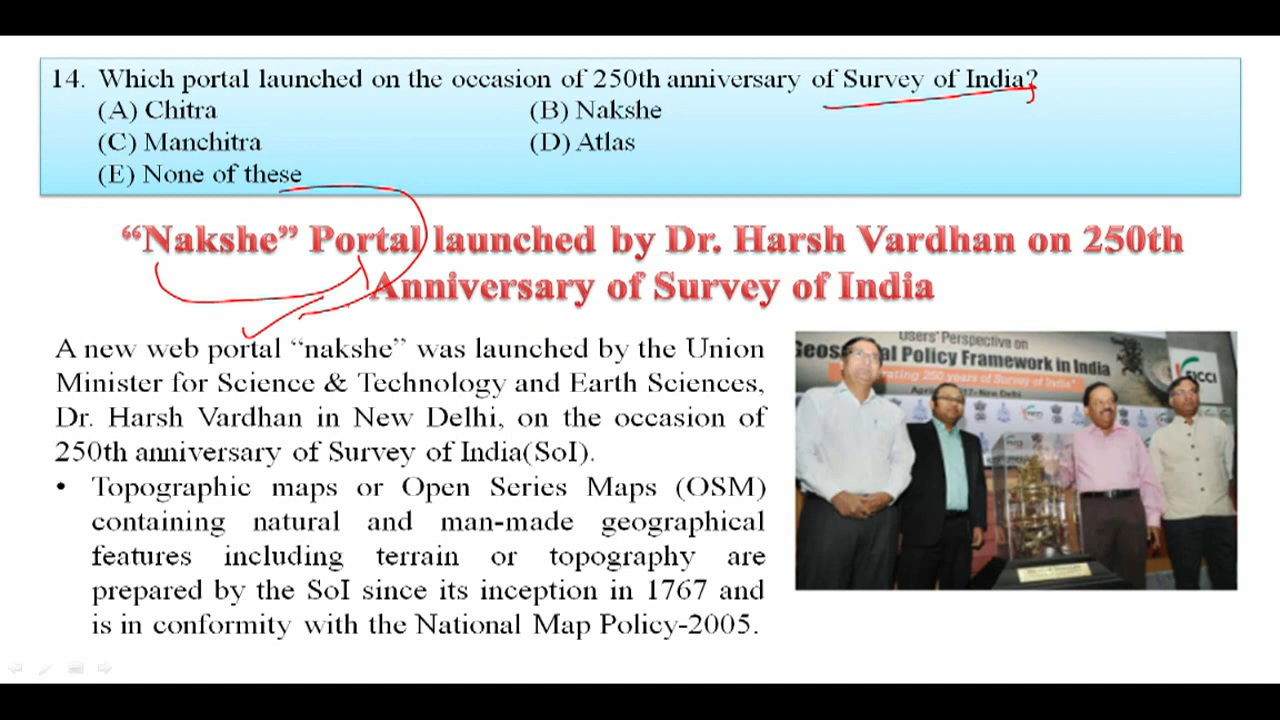 14. Which portal launched on the occasion of 250th anniversary of Survey of India?
(A) Chitra (B) Nakshe
(C) Manchitra (D) Atlas
(E) None of these
“Nakshe” Portal launched by Dr. Harsh Vardhan on 250th
Anniversary of Survey of India
A new web portal “nakshe” was launched by the Union
Minister for Science & Technology and Earth Sciences,
Dr. Harsh Vardhan in New Delhi, on the occasion of
250th anniversary of Survey of India(SoI).
• Topographic maps or Open Series Maps (OSM)
containing natural and man-made geographical
features including terrain or topography are
prepared by the SoI since its inception in 1767 and
is in conformity with the National Map Policy-2005.
Users' Perspective on
Policy Framework in India
250 years of Survey of India"
New Delhi
FICCI